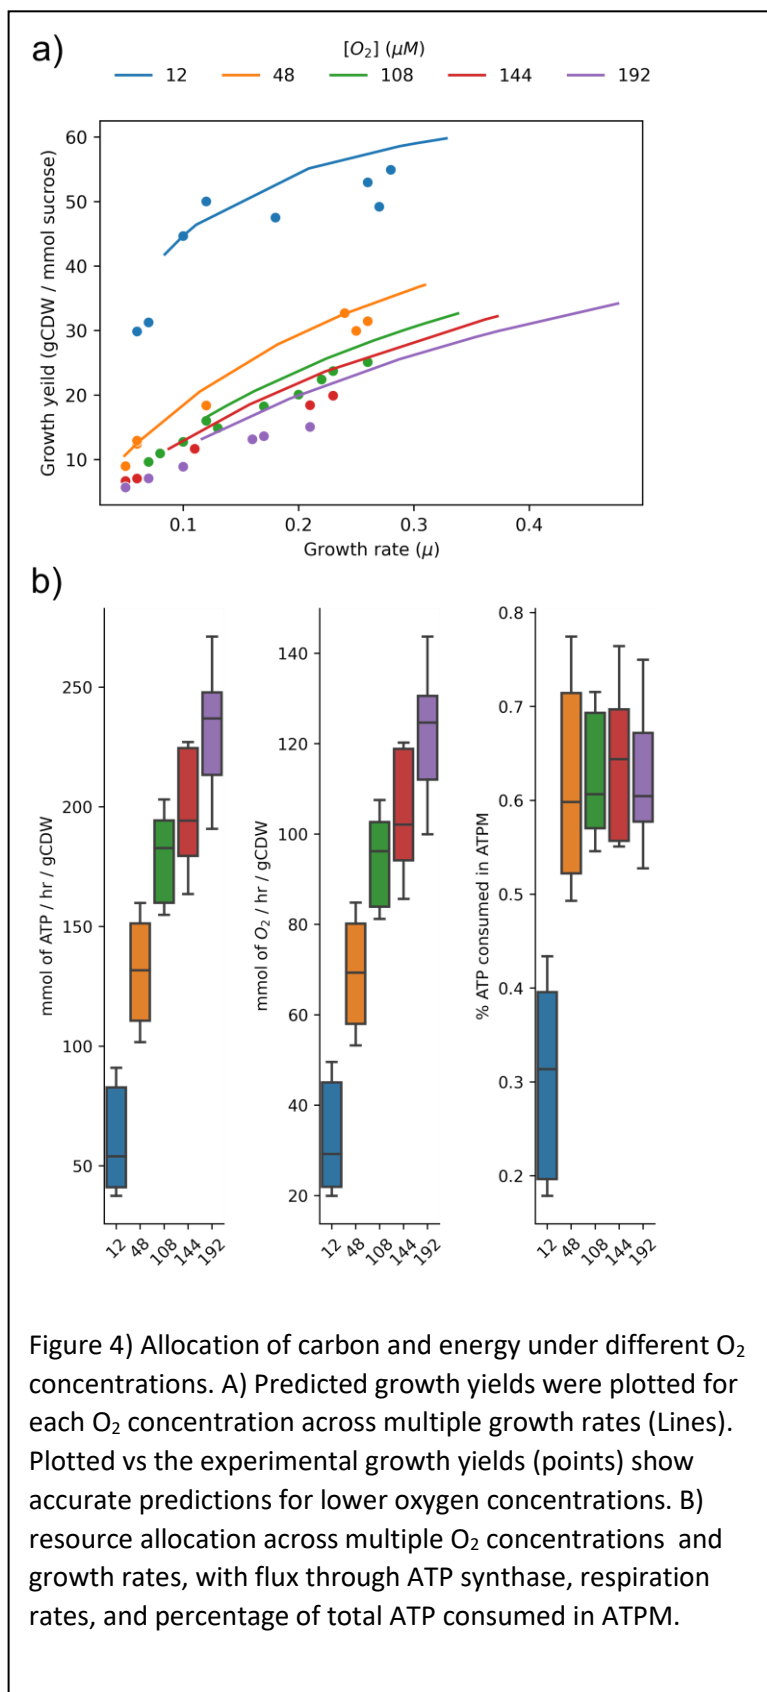 a)
[O₂] (μM)
12 48 108 144 192
Growth yeild (gCDW / mmol sucrose)
60
50
40
30
20
10
0.1 0.2 0.3 0.4
Growth rate (μ)
b)
mmol of ATP / hr / gCDW
250
200
150
100
50
12 48 108 144 192
mmol of O₂ / hr / gCDW
140
120
100
80
60
40
20
12 48 108 144 192
% ATP consumed in ATPM
0.8
0.7
0.6
0.5
0.4
0.3
0.2
12 48 108 144 192
Figure 4) Allocation of carbon and energy under different O₂
concentrations. A) Predicted growth yields were plotted for
each O₂ concentration across multiple growth rates (Lines).
Plotted vs the experimental growth yields (points) show
accurate predictions for lower oxygen concentrations. B)
resource allocation across multiple O₂ concentrations and
growth rates, with flux through ATP synthase, respiration
rates, and percentage of total ATP consumed in ATPM.